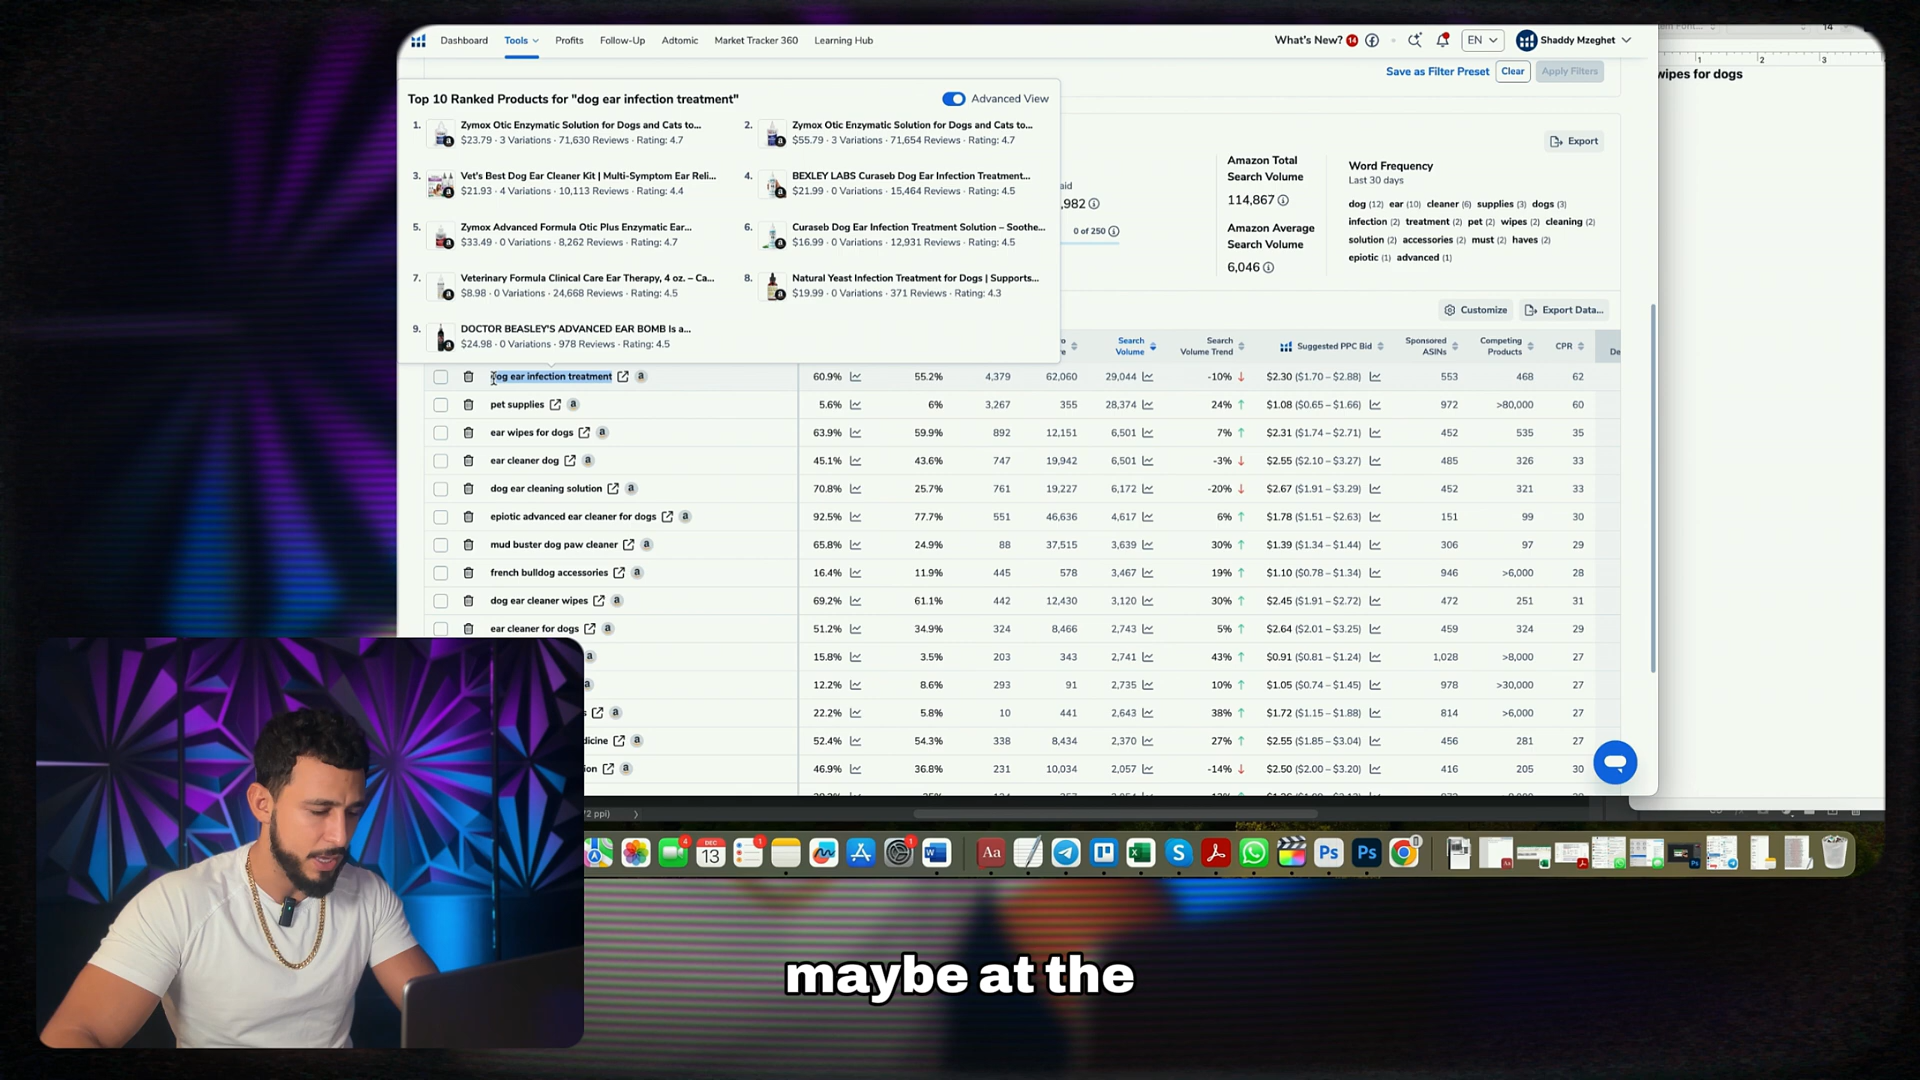 Dashboard Tools Profits Follow-Up Adtomic Market Tracker 360 Learning Hub What's New? 14 EN Shaddy Mzeghet
Save as Filter Preset Clear Apply Filters
14
1 2 3
wipes for dogs
Top 10 Ranked Products for "dog ear infection treatment" Advanced View
1. Zymox Otic Enzymatic Solution for Dogs and Cats to...
$23.79 · 3 Variations · 71,630 Reviews · Rating: 4.7
2. Zymox Otic Enzymatic Solution for Dogs and Cats to...
$55.79 · 3 Variations · 71,654 Reviews · Rating: 4.7
3. Vet's Best Dog Ear Cleaner Kit | Multi-Symptom Ear Reli...
$21.93 · 4 Variations · 10,113 Reviews · Rating: 4.4
4. BEXLEY LABS Curaseb Dog Ear Infection Treatment...
$21.99 · 0 Variations · 15,464 Reviews · Rating: 4.5
5. Zymox Advanced Formula Otic Plus Enzymatic Ear...
$33.49 · 0 Variations · 8,262 Reviews · Rating: 4.7
6. Curaseb Dog Ear Infection Treatment Solution – Soothe...
$16.99 · 0 Variations · 12,931 Reviews · Rating: 4.5
7. Veterinary Formula Clinical Care Ear Therapy, 4 oz. – Ca...
$8.98 · 0 Variations · 24,668 Reviews · Rating: 4.5
8. Natural Yeast Infection Treatment for Dogs | Supports...
$19.99 · 0 Variations · 371 Reviews · Rating: 4.3
9. DOCTOR BEASLEY'S ADVANCED EAR BOMB Is a...
$24.98 · 0 Variations · 978 Reviews · Rating: 4.5
aid
,982
0 of 250
Amazon Total
Search Volume
114,867
Amazon Average
Search Volume
6,046
Export
Word Frequency
Last 30 days
dog (12) ear (10) cleaner (6) supplies (3) dogs (3)
infection (2) treatment (2) pet (2) wipes (2) cleaning (2)
solution (2) accessories (2) must (2) haves (2)
epiotic (1) advanced (1)
Customize Export Data...
Search Volume Search Volume Trend Suggested PPC Bid Sponsored ASINs Competing Products CPR De
dog ear infection treatment 60.9% 55.2% 4,379 62,060 29,044 -10% $2.30 ($1.70 – $2.88) 553 468 62
pet supplies 5.6% 6% 3,267 355 28,374 24% $1.08 ($0.65 – $1.66) 972 >80,000 60
ear wipes for dogs 63.9% 59.9% 892 12,151 6,501 7% $2.31 ($1.74 – $2.71) 452 535 35
ear cleaner dog 45.1% 43.6% 747 19,942 6,501 -3% $2.55 ($2.10 – $3.27) 485 326 33
dog ear cleaning solution 70.8% 25.7% 761 19,227 6,172 -20% $2.67 ($1.91 – $3.29) 452 321 33
epiotic advanced ear cleaner for dogs 92.5% 77.7% 551 46,636 4,617 6% $1.78 ($1.51 – $2.63) 151 99 30
mud buster dog paw cleaner 65.8% 24.9% 88 37,515 3,639 30% $1.39 ($1.34 – $1.44) 306 97 29
french bulldog accessories 16.4% 11.9% 445 578 3,467 19% $1.10 ($0.78 – $1.34) 946 >6,000 28
dog ear cleaner wipes 69.2% 61.1% 442 12,430 3,120 30% $2.45 ($1.91 – $2.72) 472 251 31
ear cleaner for dogs 51.2% 34.9% 324 8,466 2,743 5% $2.64 ($2.01 – $3.25) 459 324 29
15.8% 3.5% 203 343 2,741 43% $0.91 ($0.81 – $1.24) 1,028 >8,000 27
12.2% 8.6% 293 91 2,735 10% $1.05 ($0.74 – $1.45) 978 >30,000 27
s 22.2% 5.8% 10 441 2,643 38% $1.72 ($1.15 – $1.88) 814 >6,000 27
dicine 52.4% 54.3% 338 8,434 2,370 27% $2.55 ($1.85 – $3.04) 456 281 27
ion 46.9% 36.8% 231 10,034 2,057 -14% $2.50 ($2.00 – $3.20) 416 205 30
2 ppi)
4 DEC 13 1 1 W Aa X S Ps Ps
maybe at the